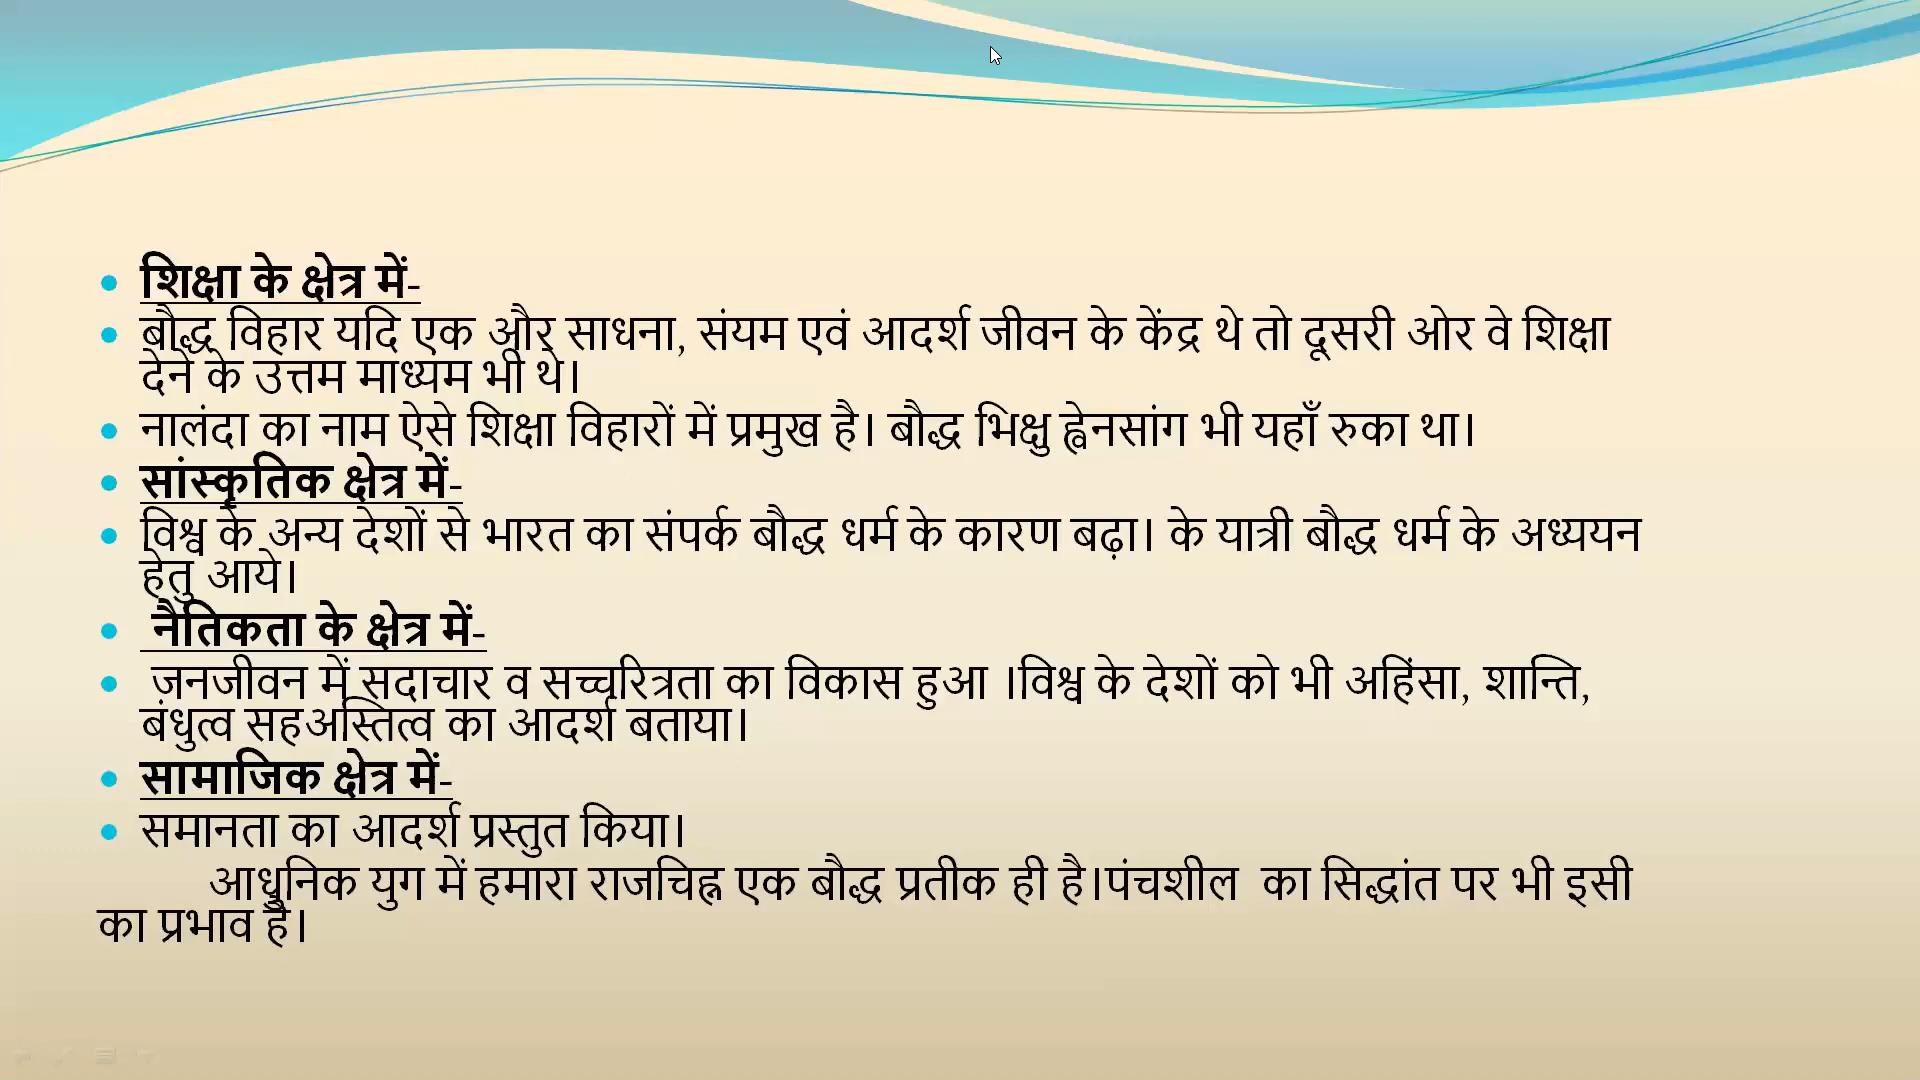 शिक्षा के क्षेत्र में-
बौद्ध विहार यदि एक और साधना, संयम एवं आदर्श जीवन के केंद्र थे तो दूसरी ओर वे शिक्षा
देने के उत्तम माध्यम भी थे।
नालंदा का नाम ऐसे शिक्षा विहारों में प्रमुख है। बौद्ध भिक्षु ह्वेनसांग भी यहाँ रुका था।
सांस्कृतिक क्षेत्र में-
विश्व के अन्य देशों से भारत का संपर्क बौद्ध धर्म के कारण बढ़ा। के यात्री बौद्ध धर्म के अध्ययन
हेतु आये।
नैतिकता के क्षेत्र में-
जनजीवन में सदाचार व सच्चरित्रता का विकास हुआ ।विश्व के देशों को भी अहिंसा, शान्ति,
बंधुत्व सहअस्तित्व का आदर्श बताया।
सामाजिक क्षेत्र में-
समानता का आदर्श प्रस्तुत किया।
आधुनिक युग में हमारा राजचिह्न एक बौद्ध प्रतीक ही है।पंचशील का सिद्धांत पर भी इसी
का प्रभाव है।